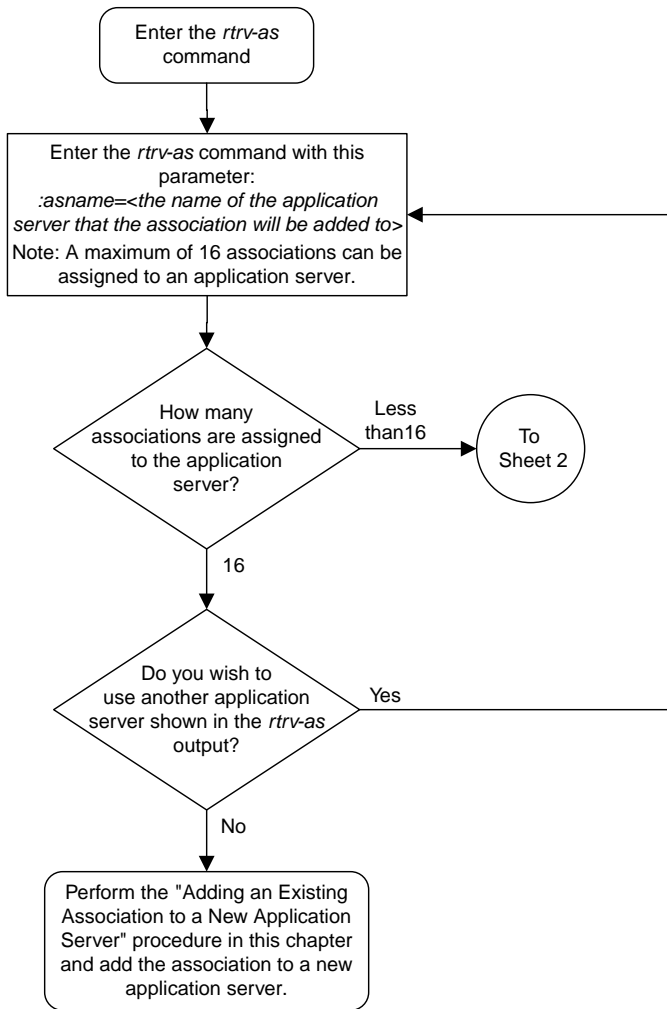 Enter the rtrv-as
command
Enter the rtrv-as command with this
parameter:
:asname=<the name of the application
server that the association will be added to>
Note: A maximum of 16 associations can be
assigned to an application server.
How many
associations are assigned
to the application
server?
Less
than16
To
Sheet 2
16
Do you wish to
use another application
server shown in the rtrv-as
output?
Yes
No
Perform the "Adding an Existing
Association to a New Application
Server" procedure in this chapter
and add the association to a new
application server.